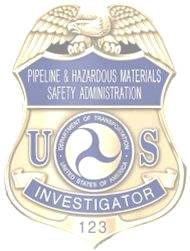 PIPELINE & HAZARDOUS MATERIALS
SAFETY ADMINISTRATION
U S
DEPARTMENT OF TRANSPORTATION
UNITED STATES OF AMERICA
INVESTIGATOR
123